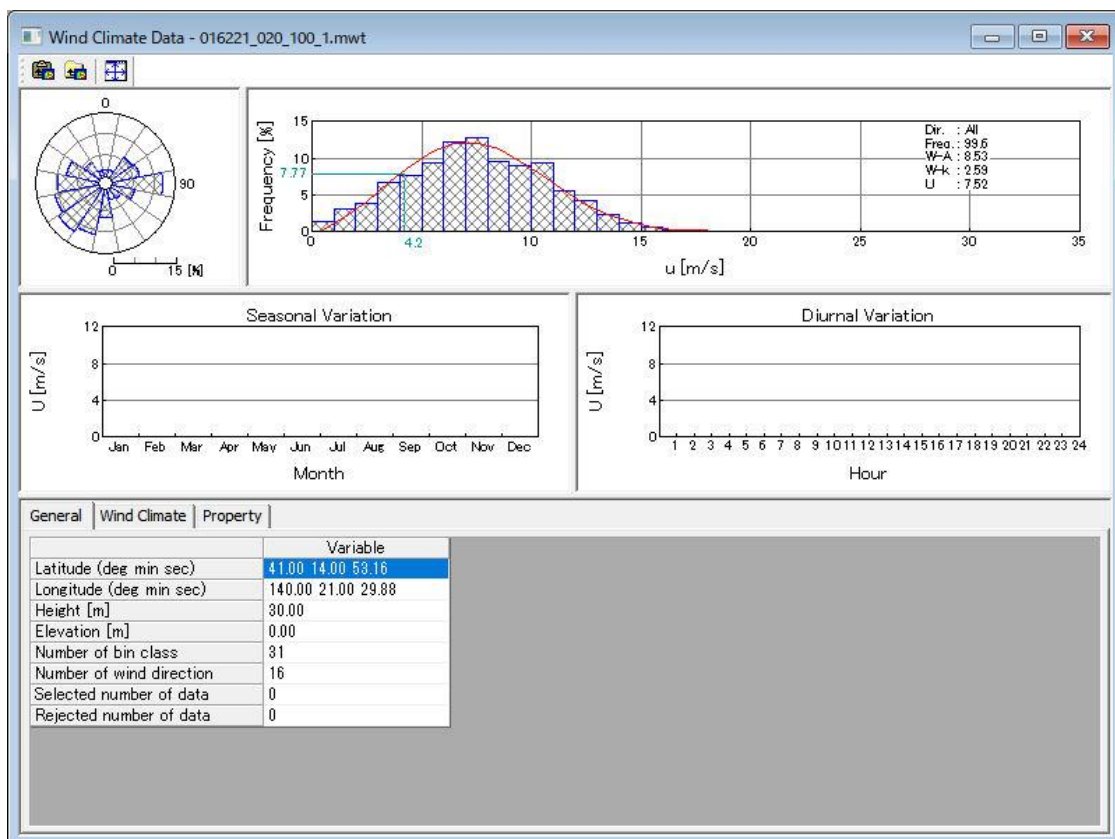 Wind Climate Data - 016221_020_100_1.mwt
0
90
0 15 [%]
Frequency [%]
15
10
7.77
5
0
0 4.2 10 15 20 25 30 35
u [m/s]
Dir. : All
Freq. : 99.6
W-A : 8.53
W-k : 2.59
U : 7.52
Seasonal Variation
U [m/s]
12
8
4
0
Jan Feb Mar Apr May Jun Jul Aug Sep Oct Nov Dec
Month
Diurnal Variation
U [m/s]
12
8
4
0
1 2 3 4 5 6 7 8 9 10 11 12 13 14 15 16 17 18 19 20 21 22 23 24
Hour
General Wind Climate Property
Variable
Latitude (deg min sec) 41.00 14.00 53.16
Longitude (deg min sec) 140.00 21.00 29.88
Height [m] 30.00
Elevation [m] 0.00
Number of bin class 31
Number of wind direction 16
Selected number of data 0
Rejected number of data 0